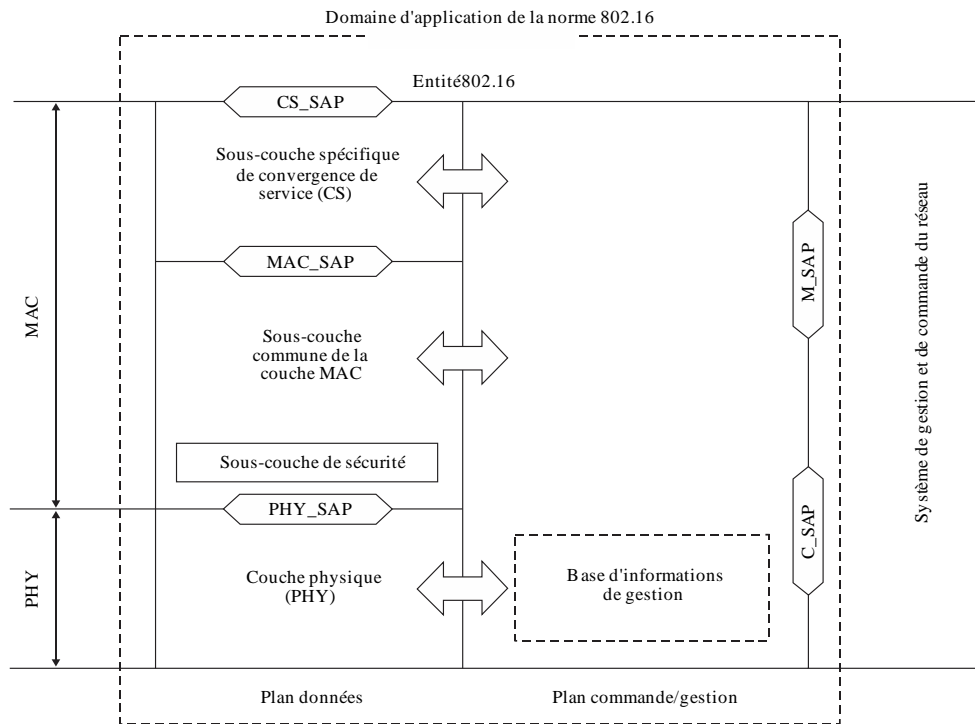 Domaine d'application de la norme 802.16
Entité802.16
CS_SAP
Sous-couche spécifique
de convergence de
service (CS)
MAC_SAP
Sous-couche
commune de la
couche MAC
Sous-couche de sécurité
PHY_SAP
Couche physique
(PHY)
Base d'informations
de gestion
MAC
PHY
M_SAP
C_SAP
Système de gestion et de commande du réseau
Plan données
Plan commande/gestion